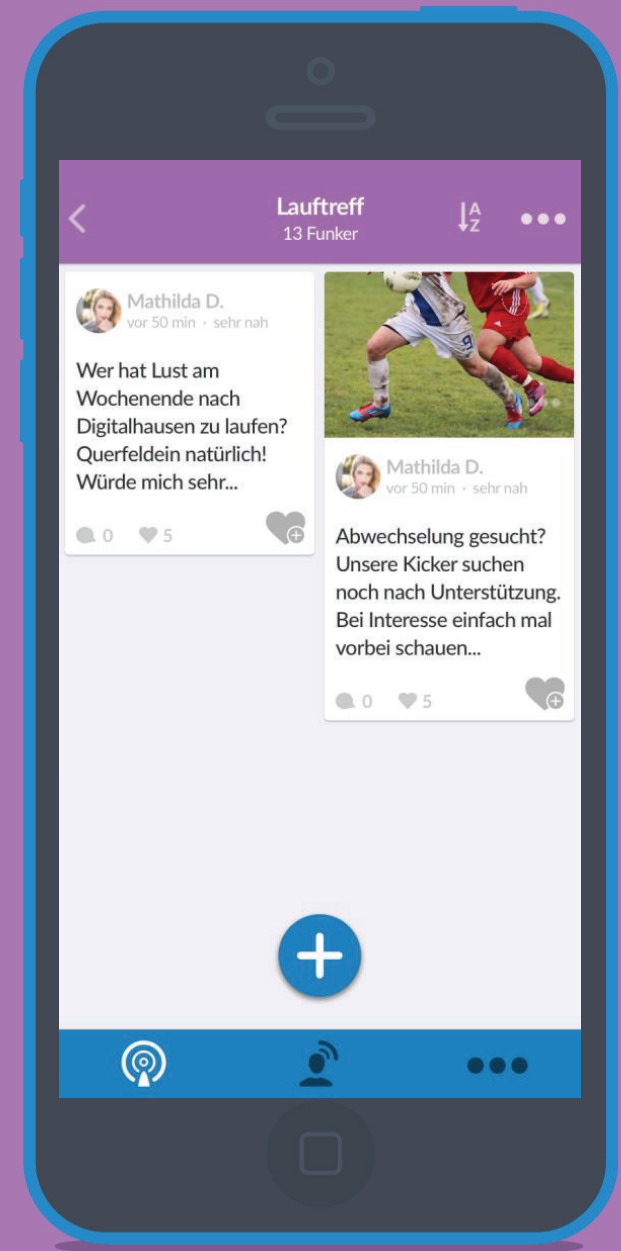 Lauftreff
13 Funker
A
Z
Mathilda D.
vor 50 min · sehr nah
Wer hat Lust am
Wochenende nach
Digitalhausen zu laufen?
Querfeldein natürlich!
Würde mich sehr...
0 5
9
Mathilda D.
vor 50 min · sehr nah
Abwechselung gesucht?
Unsere Kicker suchen
noch nach Unterstützung.
Bei Interesse einfach mal
vorbei schauen...
0 5